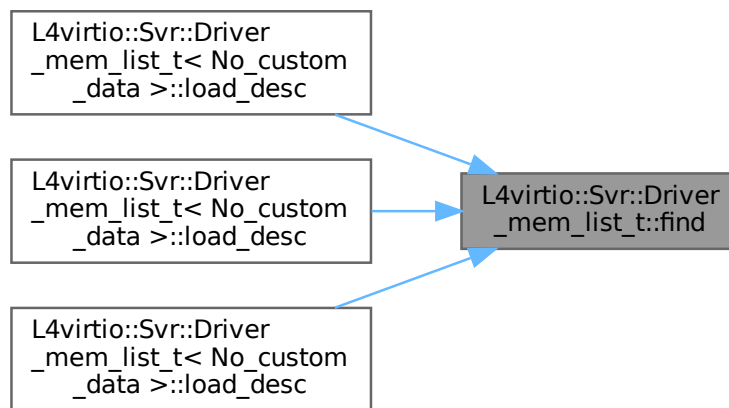 L4virtio::Svr::Driver
_mem_list_t< No_custom
_data >::load_desc
L4virtio::Svr::Driver
_mem_list_t< No_custom
_data >::load_desc
L4virtio::Svr::Driver
_mem_list_t::find
L4virtio::Svr::Driver
_mem_list_t< No_custom
_data >::load_desc